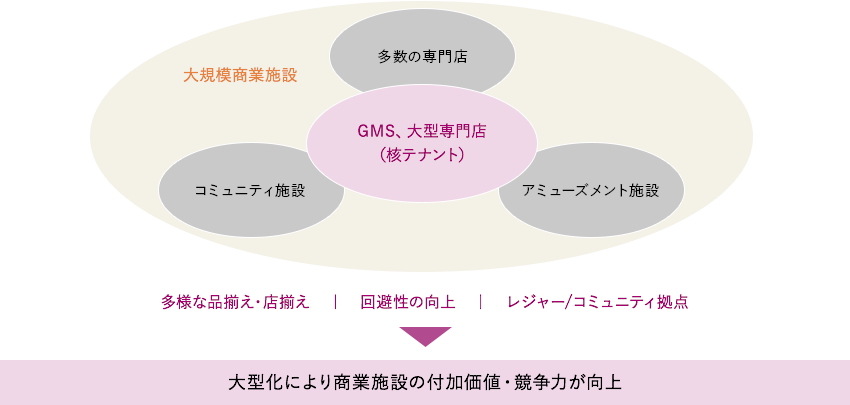 多数の専門店
大規模商業施設
GMS、大型専門店
(核テナント)
コミュニティ施設
アミューズメント施設
多様な品揃え・店揃え | 回避性の向上 | レジャー/コミュニティ拠点
大型化により商業施設の付加価値・競争力が向上